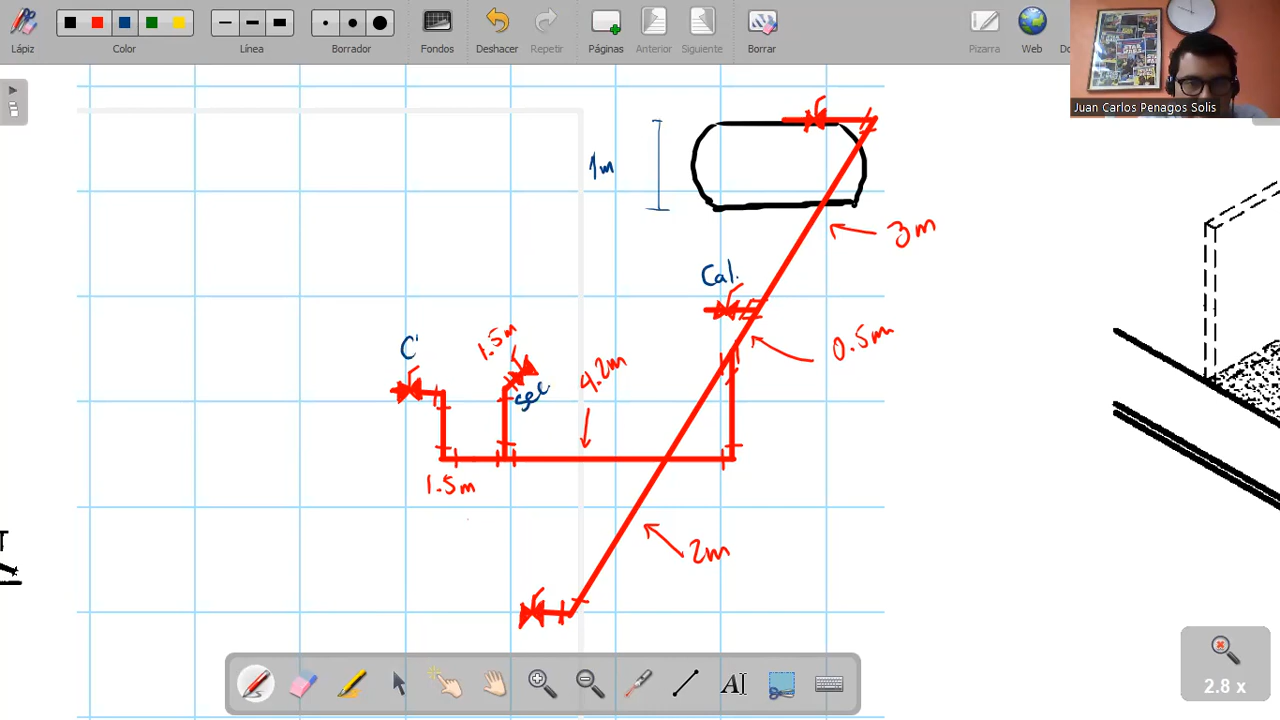 Lápiz
Color
Línea
Borrador
Fondos
Deshacer
Repetir
Páginas
Anterior
Siguiente
Borrar
Pizarra
Web
Juan Carlos Penagos Solis
1m
3m
Cal.
0.5m
C'
1.5m
sec
4.2m
1.5m
2m
T
2.8 x